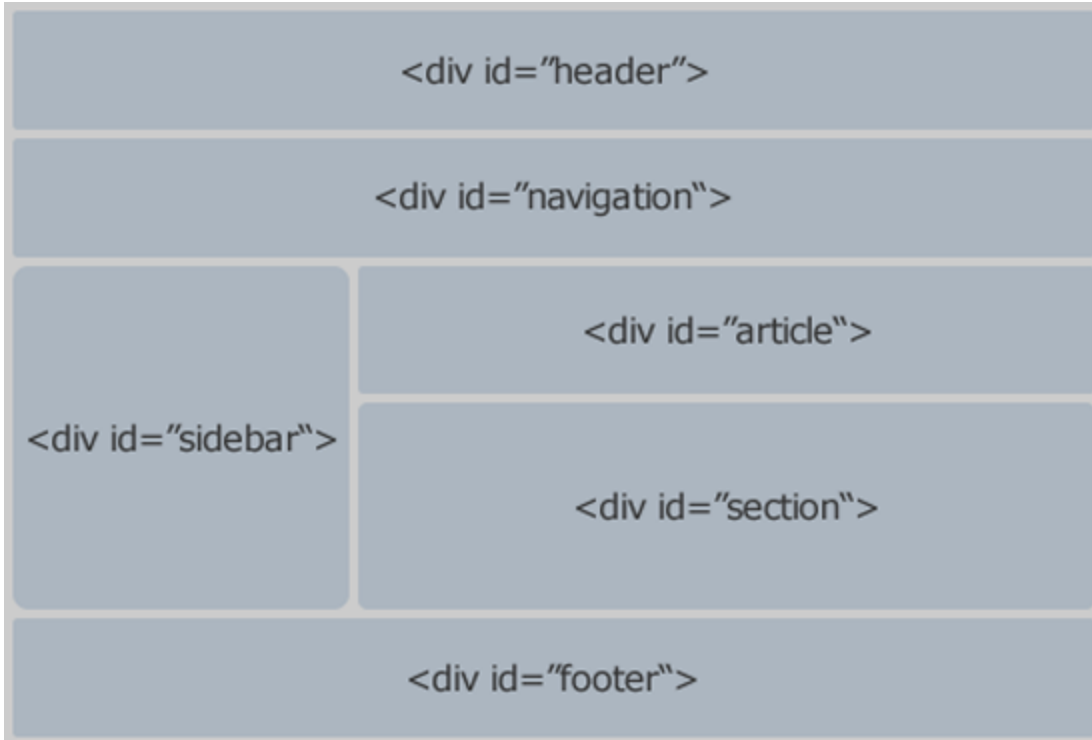 <div id=”header”>
<div id=”navigation“>
<div id=”article“>
<div id=”sidebar“>
<div id=”section“>
<div id=”footer“>